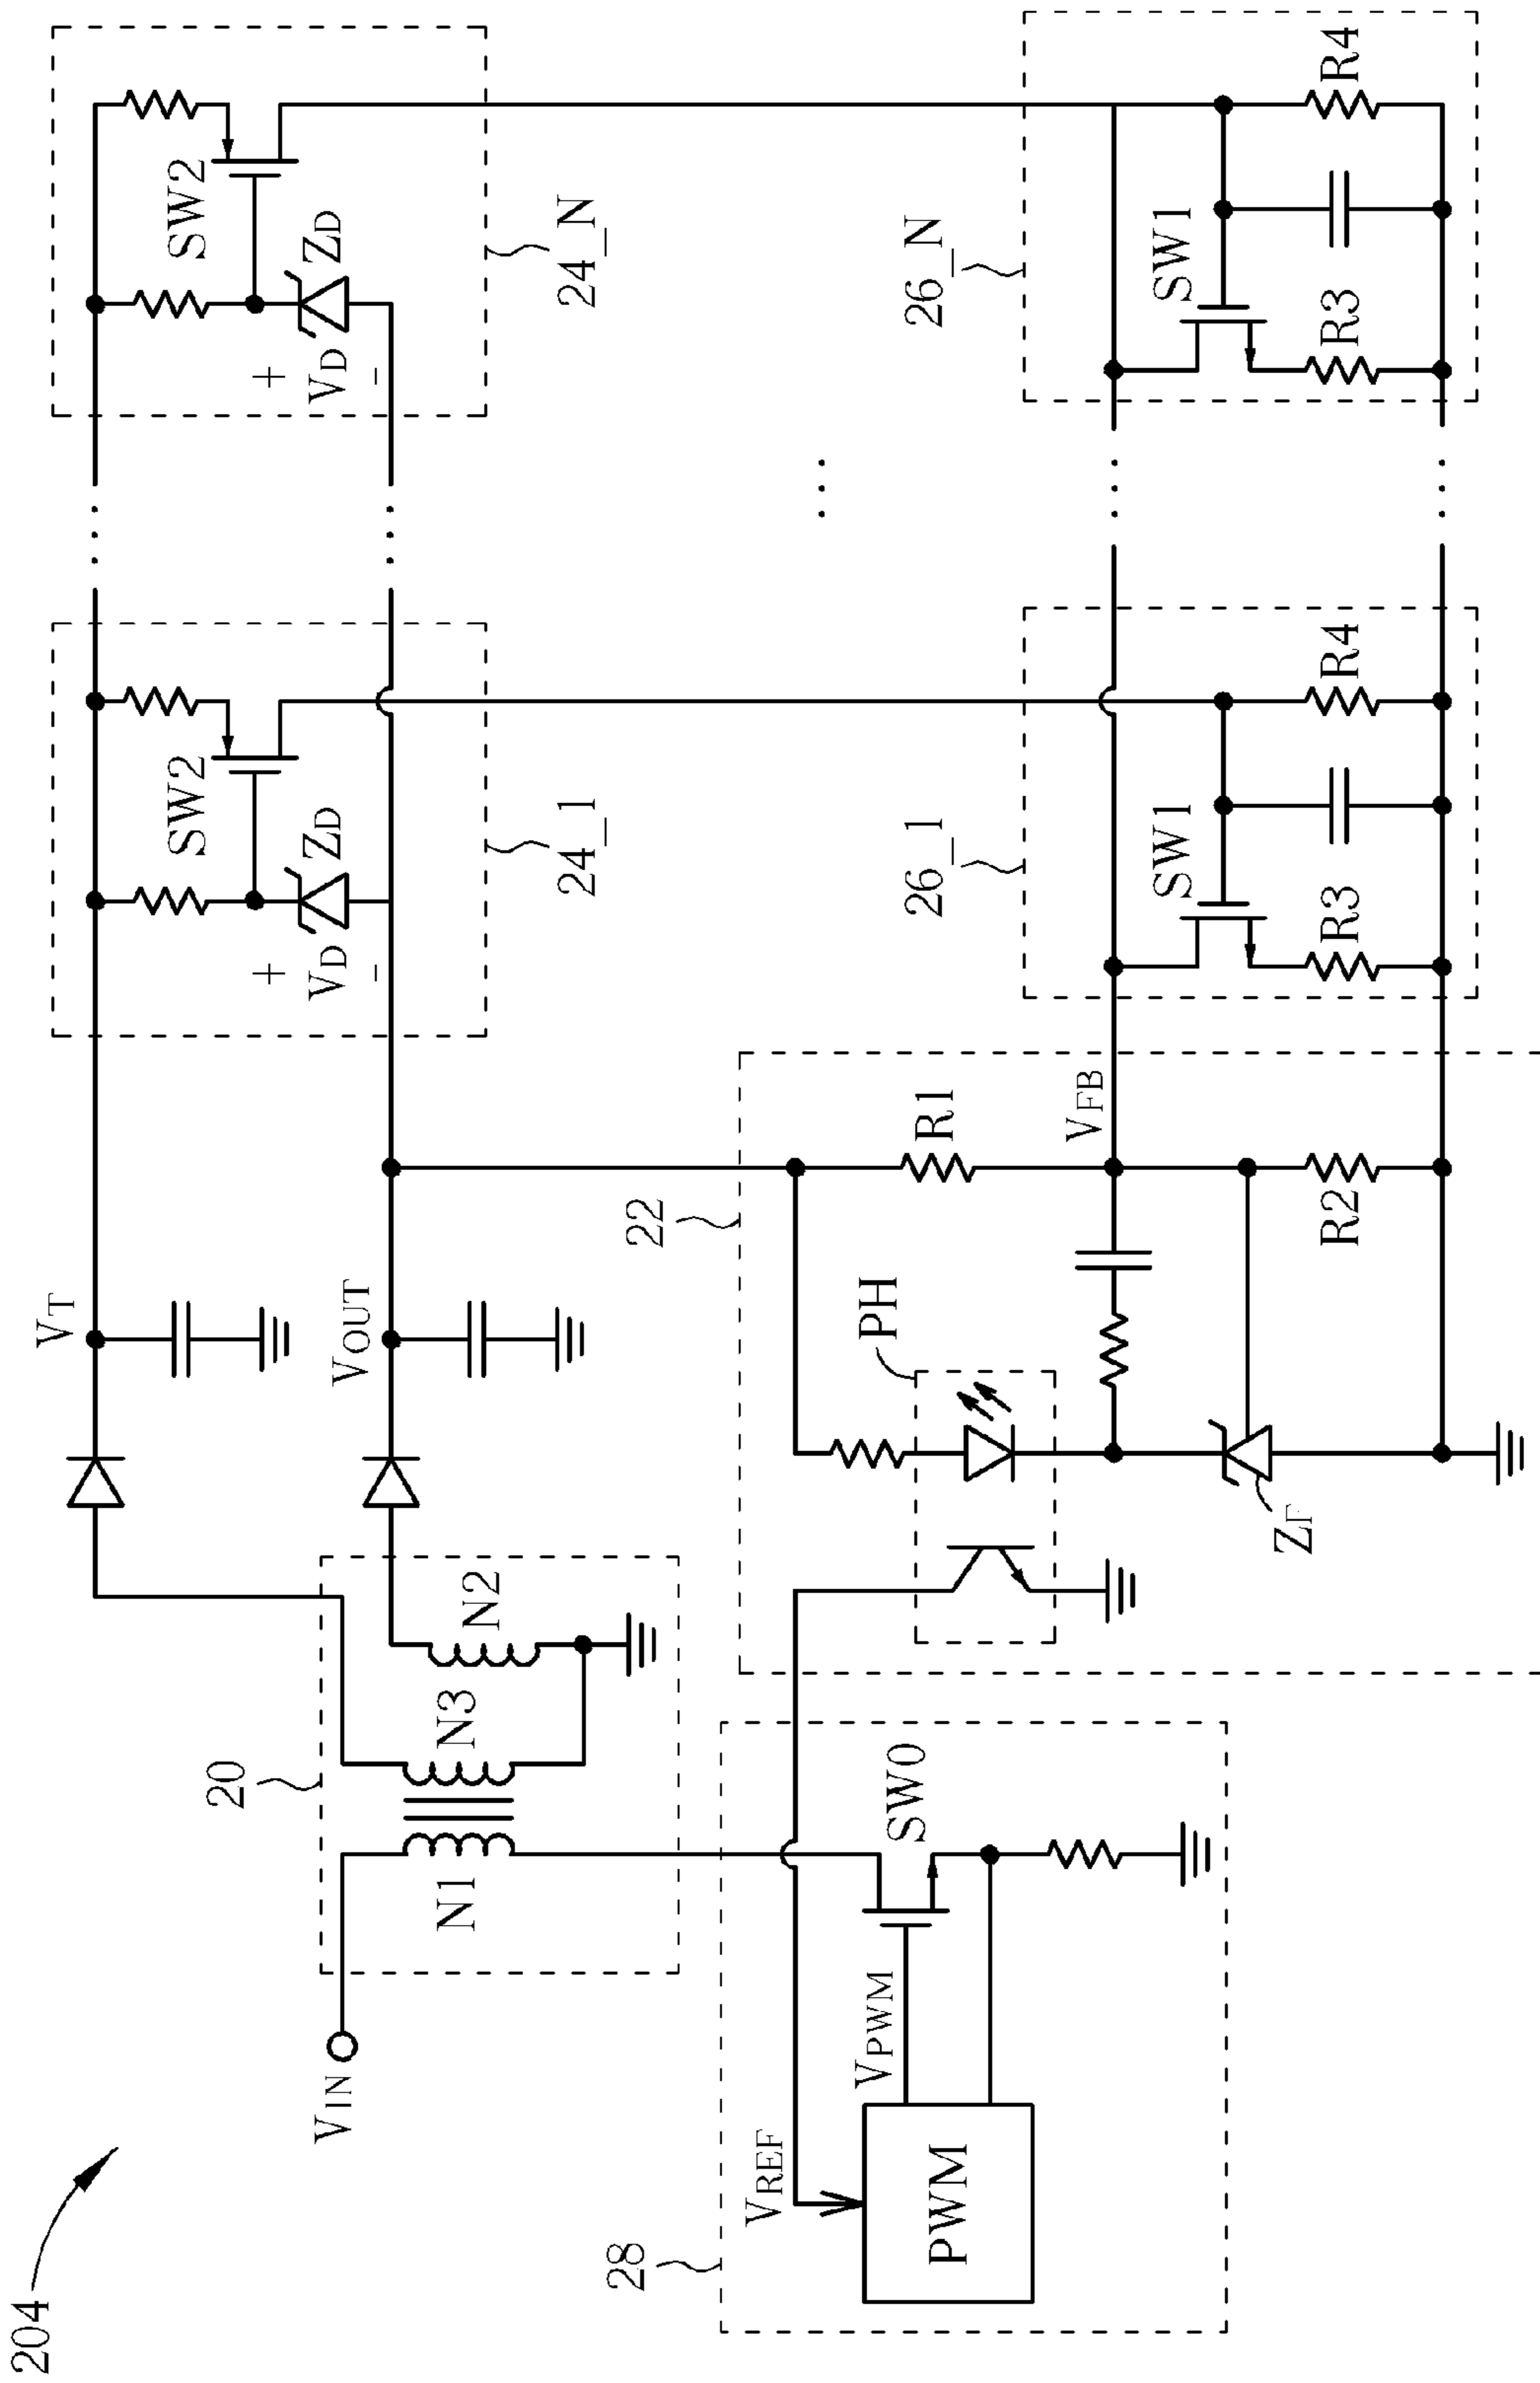 204
VT
VOUT
VIN
20
N1
N3
N2
SW2
ZD
+
VD
-
24_1
SW2
ZD
+
VD
-
24_N
28
VREF
PWM
VPWM
SW0
22
PH
R1
VFB
ZF
R2
26_1
SW1
R3
R4
26_N
SW1
R3
R4